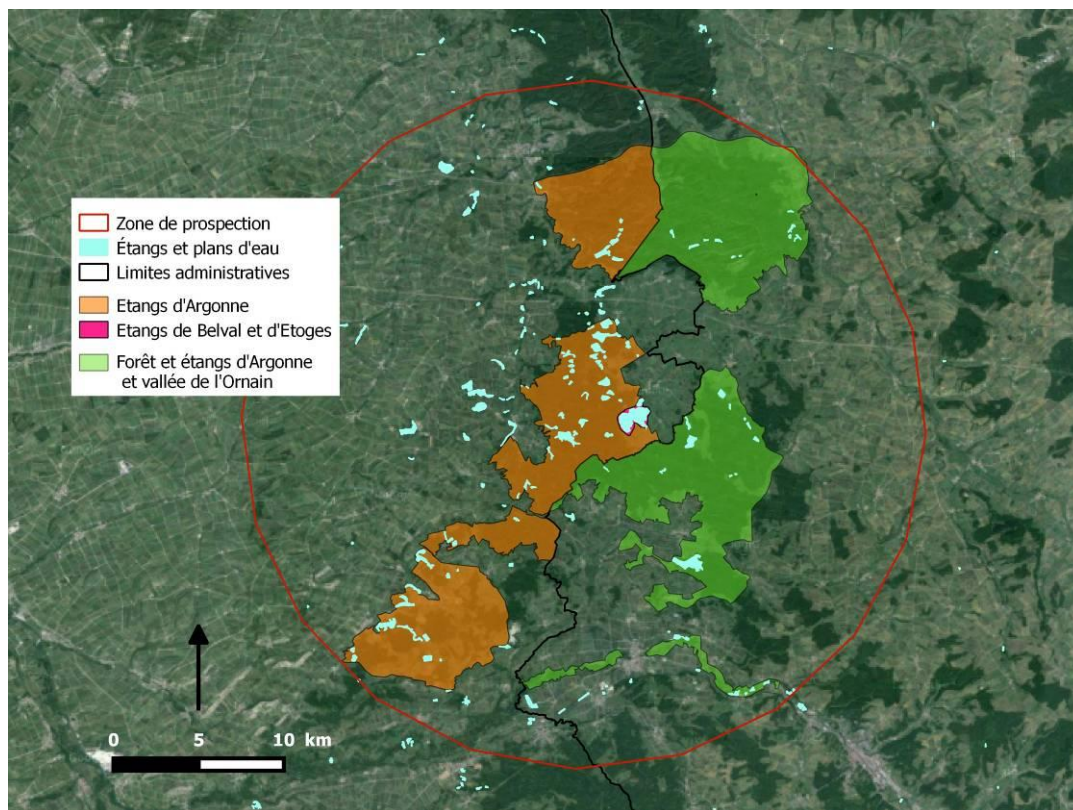 Zone de prospection
Étangs et plans d'eau
Limites administratives
Etangs d'Argonne
Etangs de Belval et d'Etoges
Forêt et étangs d'Argonne
et vallée de l'Ornain
0 5 10 km